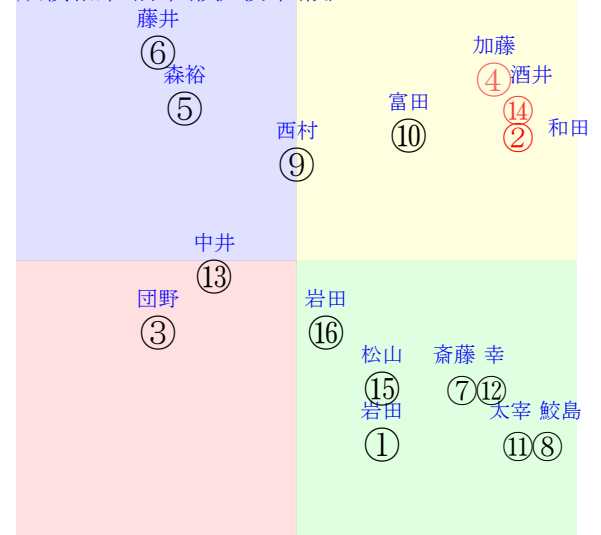 藤井
⑥
加藤
④
酒井
森裕
⑤
富田
⑩
⑭
②
和田
西村
⑨
中井
⑬
団野
③
岩田
⑯
松山
⑮
斎藤 幸
⑦⑫
岩田
①
太宰 鮫島
⑪⑧